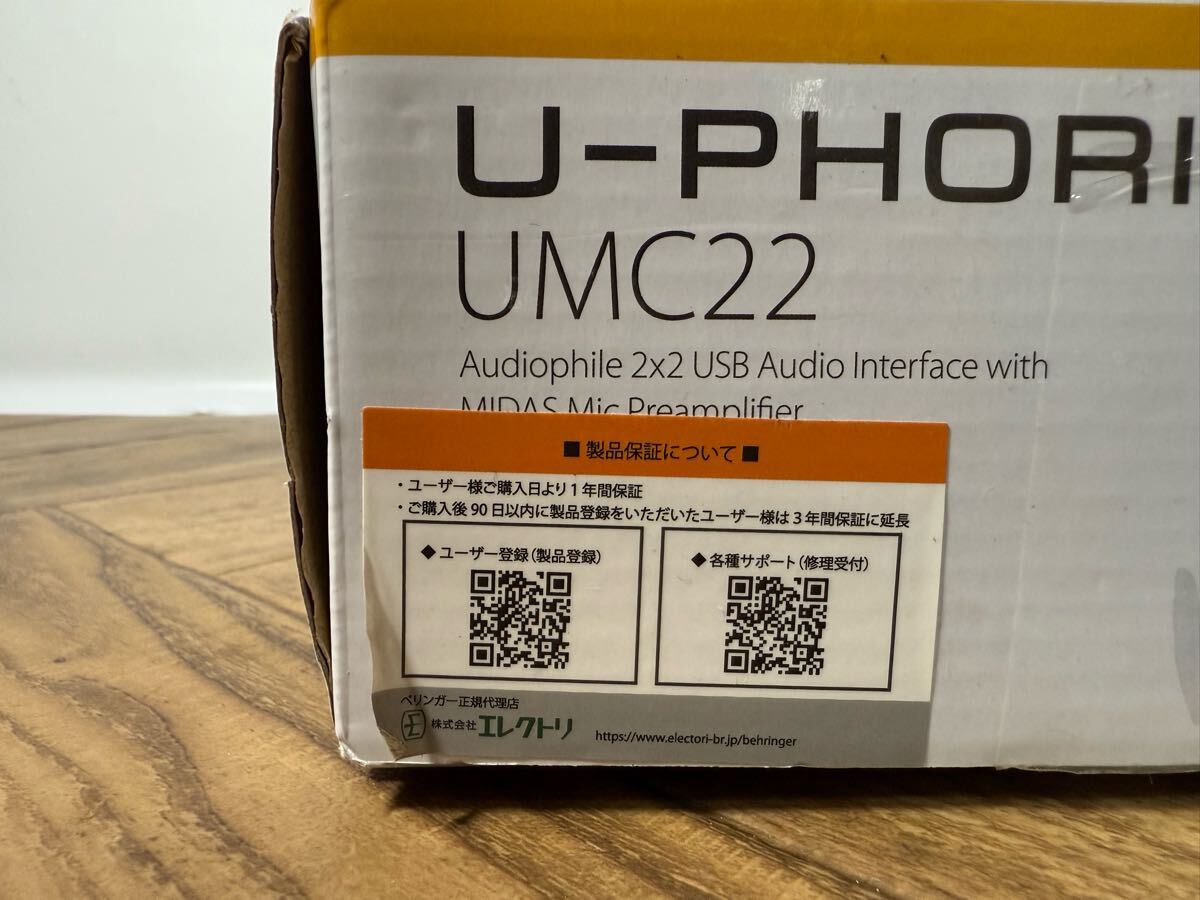 U-PHORI
UMC22
Audiophile 2x2 USB Audio Interface with
MIDAS Mic Preamplifier
■ 製品保証について ■
・ユーザー様ご購入日より1年間保証
・ご購入後90日以内に製品登録をいただいたユーザー様は3年間保証に延長
◆ユーザー登録(製品登録)
◆各種サポート(修理受付)
ベリンガー正規代理店
株式会社エレクトリ
https://www.electori-br.jp/behringer